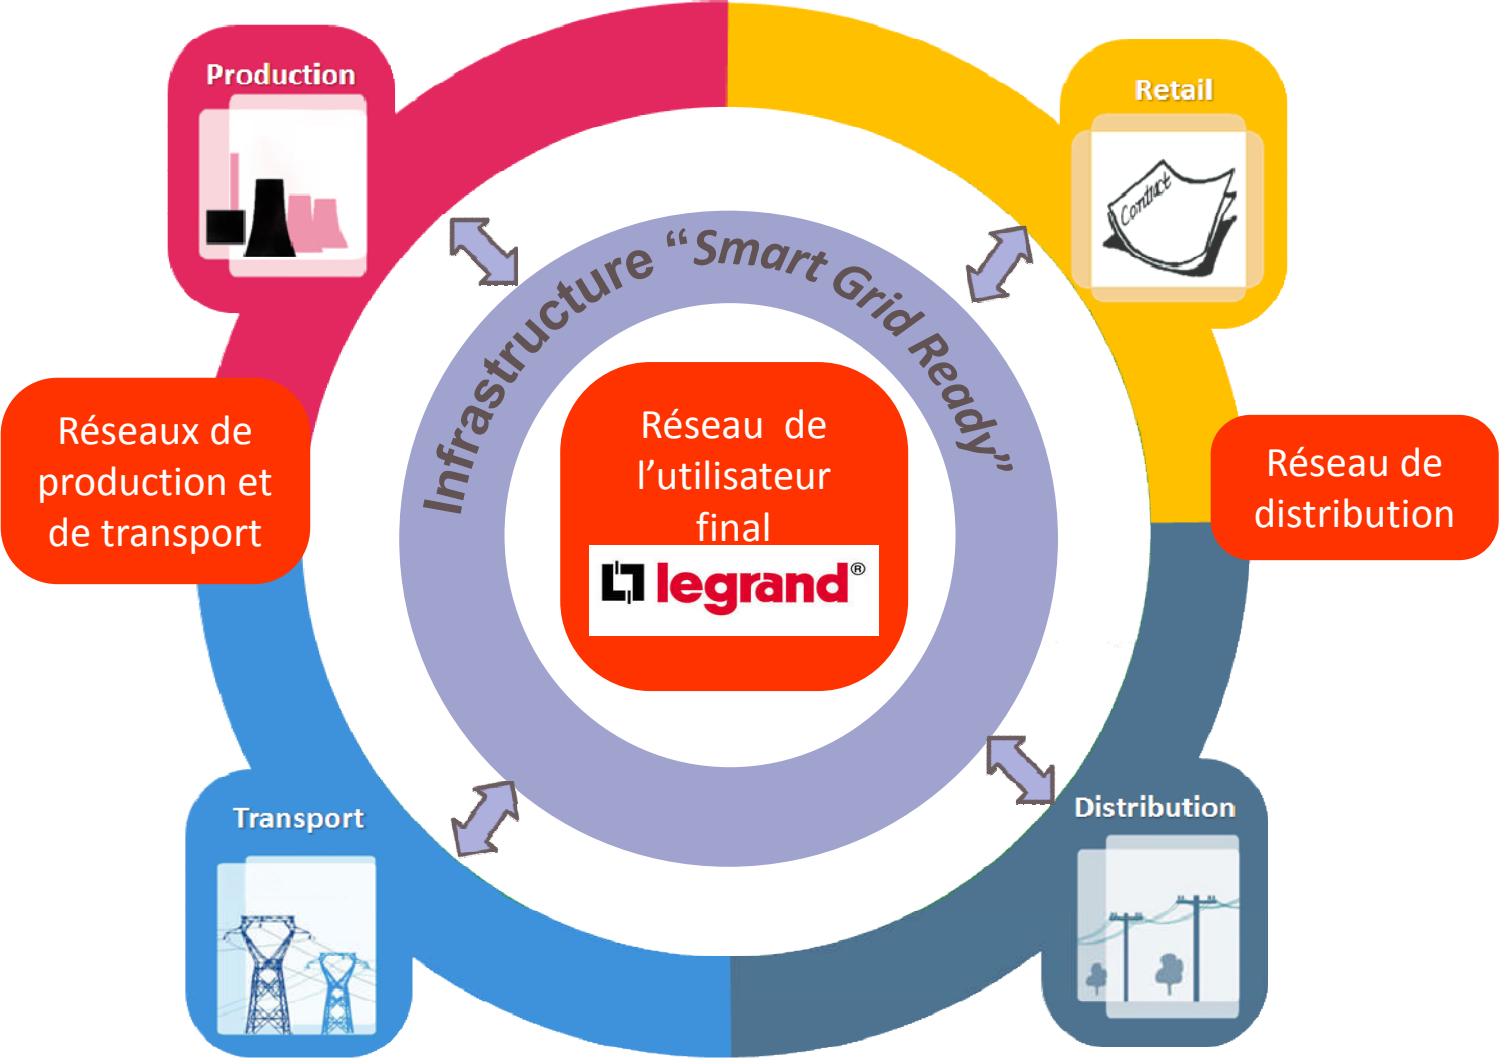 Production
Retail
Contract
Infrastructure “Smart Grid Ready”
Réseaux de
production et
de transport
Réseau de
l’utilisateur
final
legrand®
Réseau de
distribution
Transport
Distribution